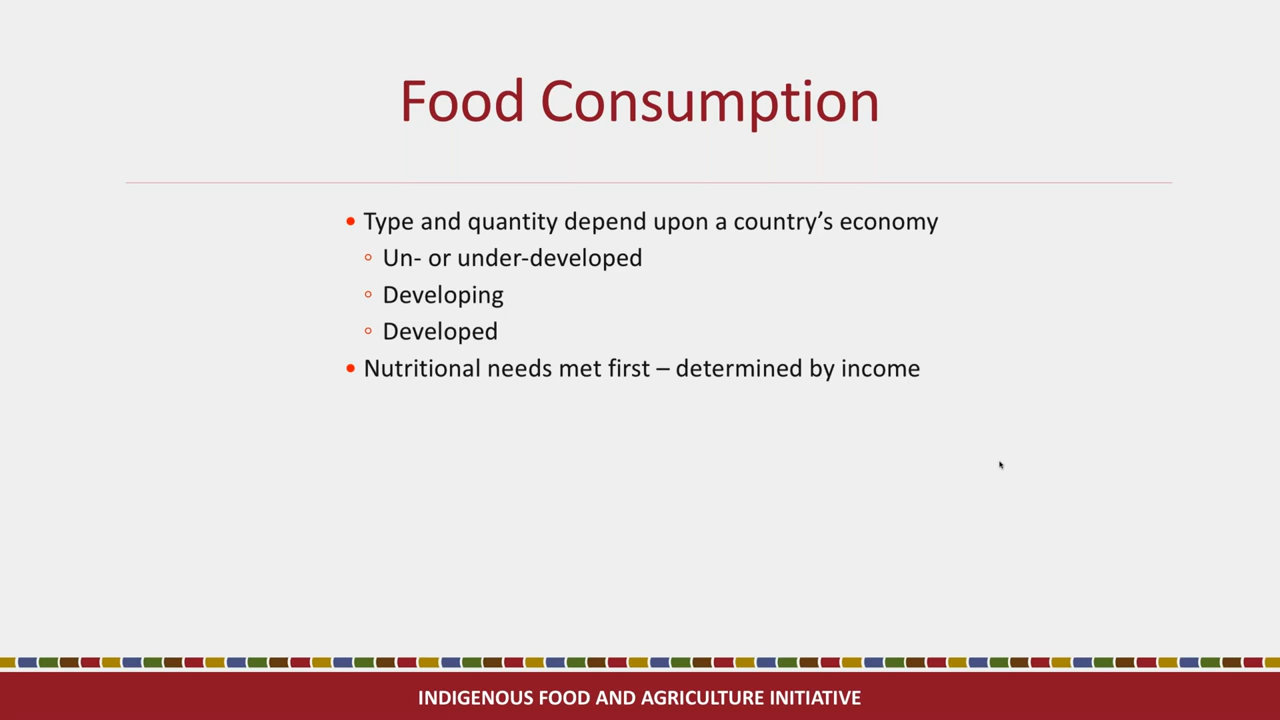 Food Consumption
• Type and quantity depend upon a country’s economy
◦ Un- or under-developed
◦ Developing
◦ Developed
• Nutritional needs met first – determined by income
INDIGENOUS FOOD AND AGRICULTURE INITIATIVE